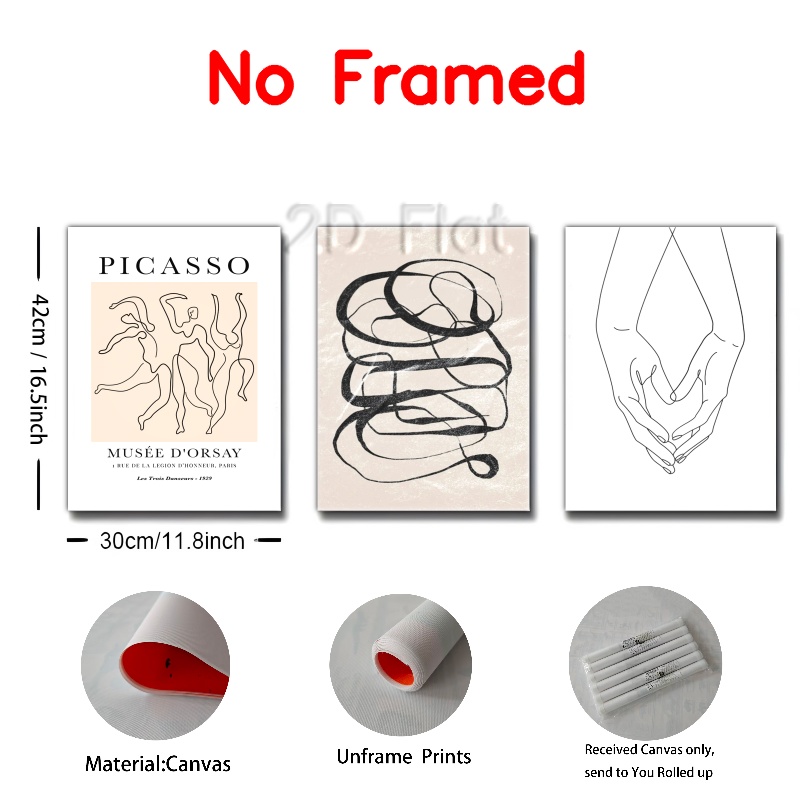 No Framed
2D Flat
PICASSO
MUSÉE D'ORSAY
1 RUE DE LA LEGION D'HONNEUR, PARIS
Les Trois Danseurs - 1929
42cm / 16.5inch
30cm/11.8inch
Material:Canvas
Unframe Prints
Received Canvas only,
send to You Rolled up